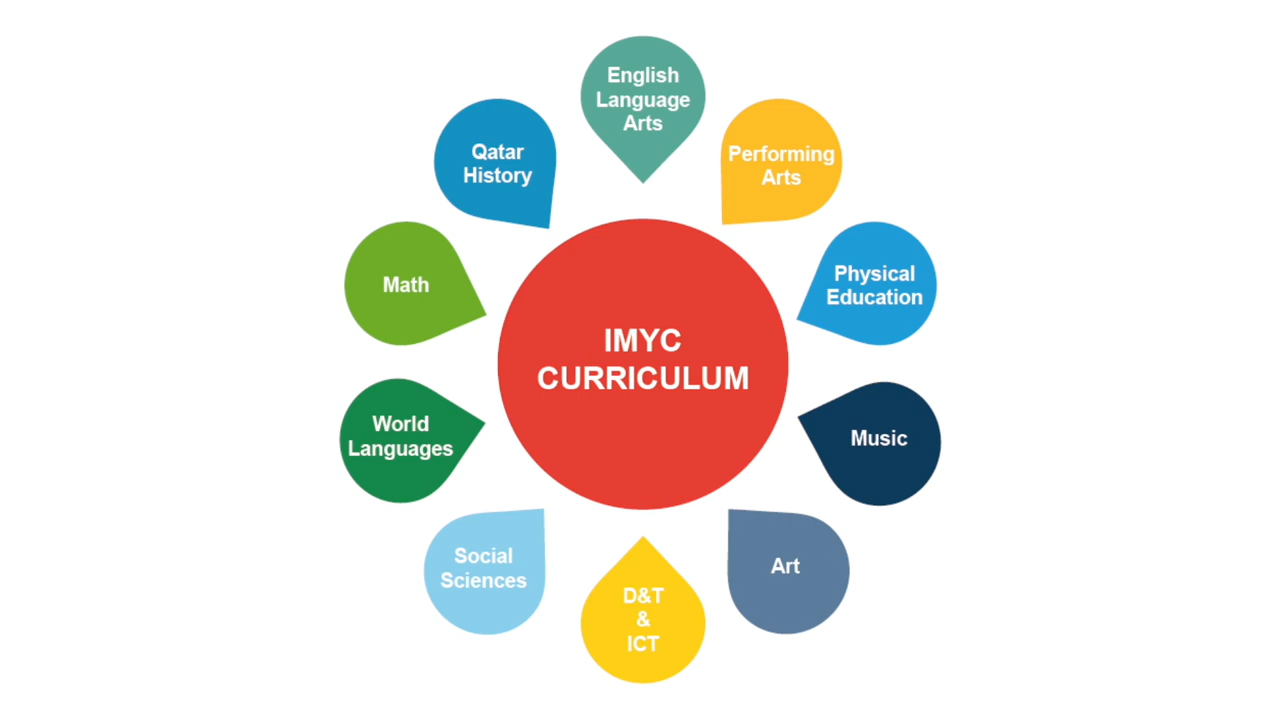 English
Language
Arts
Performing
Arts
Physical
Education
Music
Art
D&T
&
ICT
Social
Sciences
World
Languages
Math
Qatar
History
IMYC
CURRICULUM